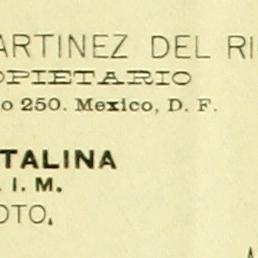 ARTINEZ DEL RI
OPIETARIO
o 250. Mexico, D. F.
TALINA
. I. M.
OTO.